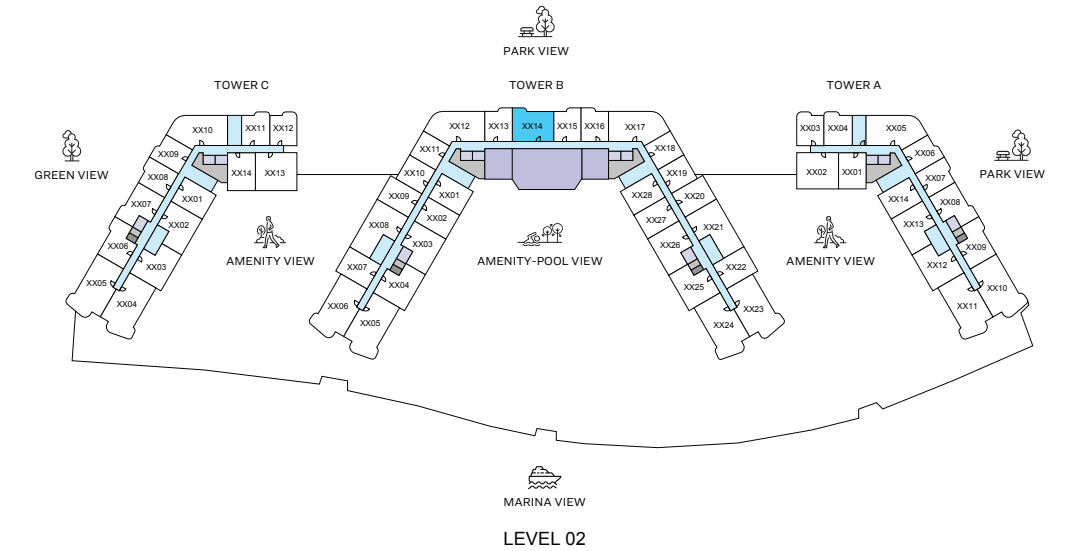 PARK VIEW
TOWER C
TOWER B
TOWER A
GREEN VIEW
PARK VIEW
XX10
XX11
XX12
XX09
XX08
XX14
XX13
XX07
XX01
XX02
XX06
XX03
XX05
XX04
AMENITY VIEW
XX12
XX13
XX14
XX15
XX16
XX17
XX11
XX18
XX10
XX19
XX09
XX01
XX28
XX20
XX08
XX02
XX27
XX21
XX03
XX26
XX07
XX04
XX25
XX22
XX06
XX05
XX24
XX23
AMENITY-POOL VIEW
XX03
XX04
XX05
XX06
XX02
XX01
XX07
XX14
XX08
XX13
XX09
XX12
XX10
XX11
AMENITY VIEW
MARINA VIEW
LEVEL 02